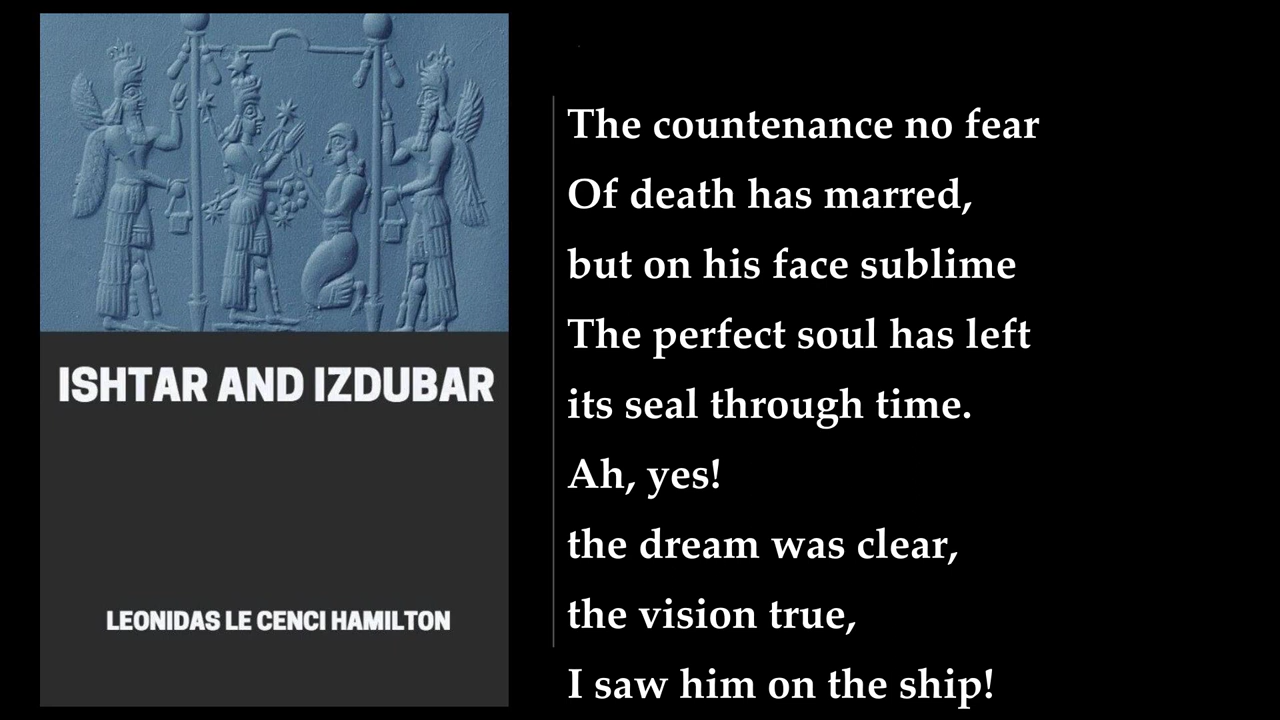 ISHTAR AND IZDUBAR
LEONIDAS LE CENCI HAMILTON
The countenance no fear
Of death has marred,
but on his face sublime
The perfect soul has left
its seal through time.
Ah, yes!
the dream was clear,
the vision true,
I saw him on the ship!